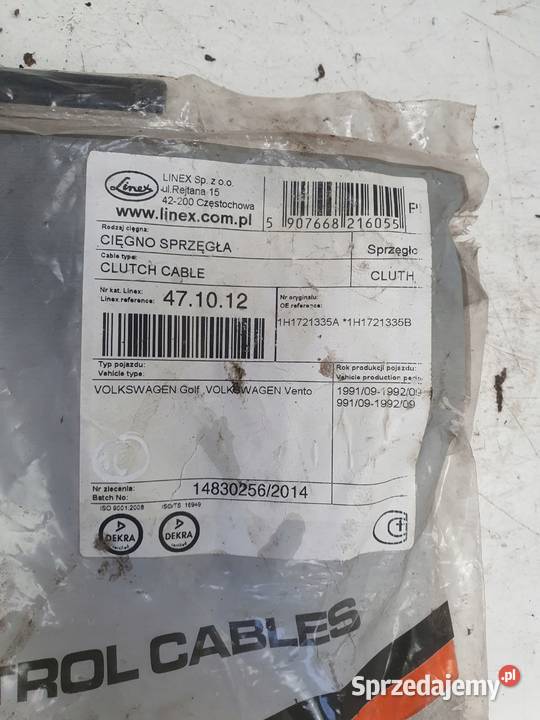 Linex
LINEX Sp. z o.o.
ul.Rejtana 15
42-200 Częstochowa
www.linex.com.pl
5 907668 216055
Rodzaj cięgna:
CIĘGNO SPRZĘGŁA
Sprzęgło
Cable type:
CLUTCH CABLE
CLUTH
Nr kat. Linex:
Linex reference:
47.10.12
Nr oryginału:
OE reference:
1H1721335A *1H1721335B
Typ pojazdu:
Vehicle type:
Rok produkcji pojazdu:
Vehicle production perio
VOLKSWAGEN Golf ,VOLKSWAGEN Vento
1991/09-1992/09
991/09-1992/09
Nr zlecenia:
Batch No:
14830256/2014
ISO 9001:2008
ISO/TS 16949
DEKRA
DEKRA
TROL CABLES
Sprzedajemy.pl